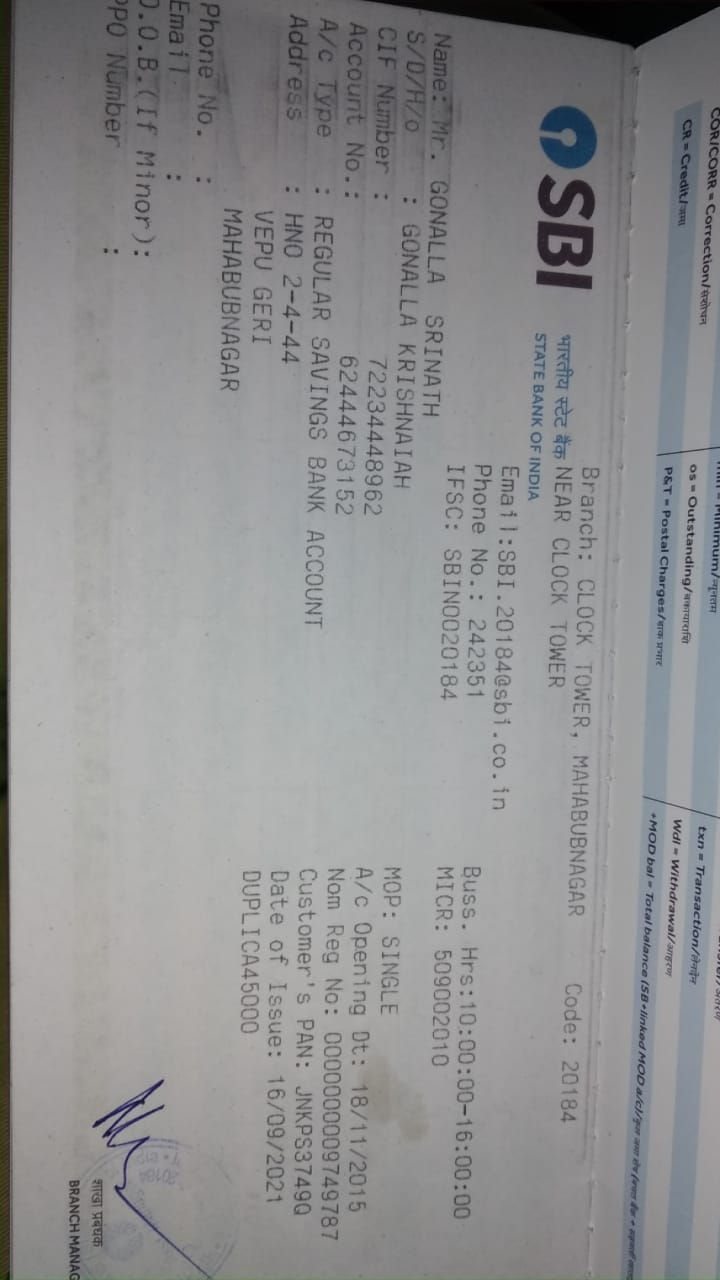 COR/CORR = Correction/संशोधन
CR = Credit/जमा
Minimum/न्यूनतम
os = Outstanding/बकायाराशि
P&T = Postal Charges/डाक प्रभार
txn = Transaction/लेनदेन
Wdl = Withdrawal/आहरण
+MOD bal = Total balance (SB+linked MOD a/c)/कुल जमा शेष
SBI
भारतीय स्टेट बैंक
STATE BANK OF INDIA
Branch: CLOCK TOWER, MAHABUBNAGAR Code: 20184
NEAR CLOCK TOWER
Email:SBI.20184@sbi.co.in
Phone No.: 242351 Buss. Hrs:10:00:00-16:00:00
IFSC: SBIN0020184 MICR: 509002010
Name: Mr. GONALLA SRINATH
S/D/H/o : GONALLA KRISHNAIAH MOP: SINGLE
CIF Number : 72234448962 A/c Opening Dt: 18/11/2015
Account No.: 62444673152 Nom Reg No: 0000000009749787
A/c Type : REGULAR SAVINGS BANK ACCOUNT Customer's PAN: JNKPS3749Q
Address : HNO 2-4-44 Date of Issue: 16/09/2021
VEPU GERI DUPLICA45000
MAHABUBNAGAR
Phone No. :
Email :
D.O.B.(If Minor):
PPO Number :
20184
शाखा प्रबंधक
BRANCH MANAG